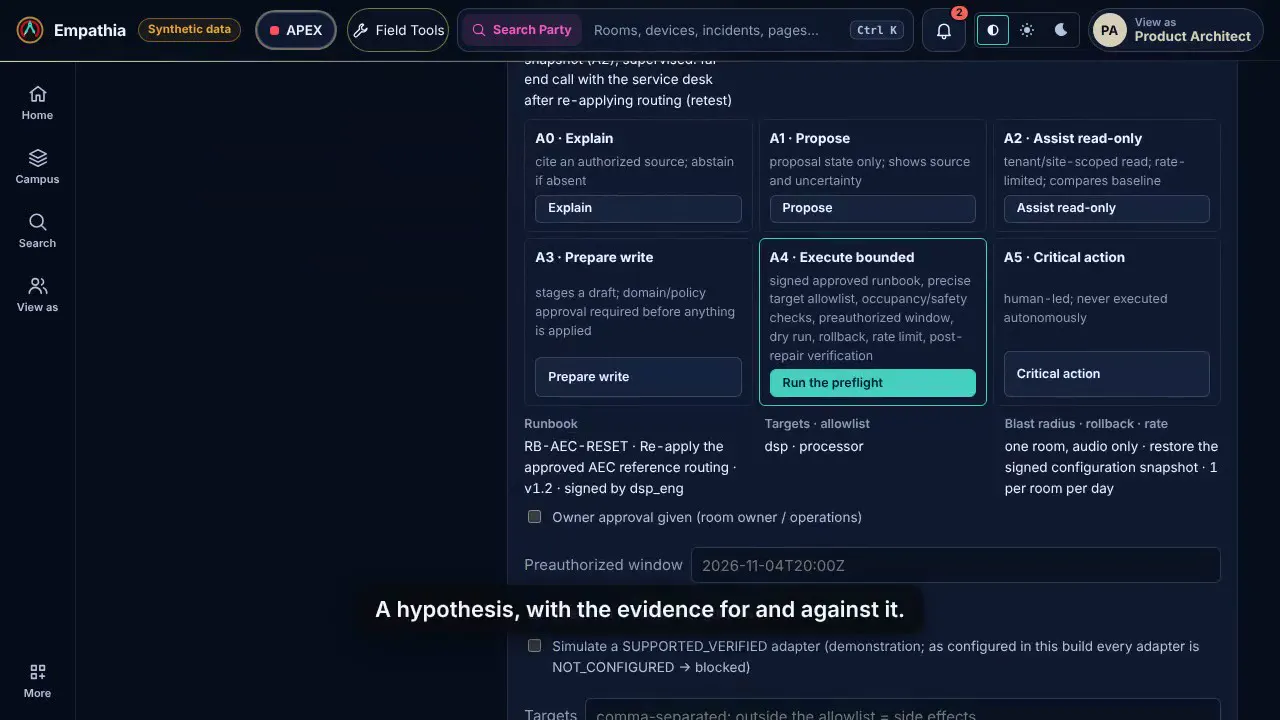 Empathia
Synthetic data
APEX
Field Tools
Search Party
Rooms, devices, incidents, pages...
Ctrl K
2
View as
PA
Product Architect
Home
Campus
Search
View as
More
end call with the service desk
after re-applying routing (retest)
A0 · Explain
cite an authorized source; abstain
if absent
Explain
A1 · Propose
proposal state only; shows source
and uncertainty
Propose
A2 · Assist read-only
tenant/site-scoped read; rate-
limited; compares baseline
Assist read-only
A3 · Prepare write
stages a draft; domain/policy
approval required before anything
is applied
Prepare write
A4 · Execute bounded
signed approved runbook, precise
target allowlist, occupancy/safety
checks, preauthorized window,
dry run, rollback, rate limit, post-
repair verification
Run the preflight
A5 · Critical action
human-led; never executed
autonomously
Critical action
Runbook
RB-AEC-RESET · Re-apply the
approved AEC reference routing ·
v1.2 · signed by dsp_eng
Targets · allowlist
dsp · processor
Blast radius · rollback · rate
one room, audio only · restore the
signed configuration snapshot · 1
per room per day
Owner approval given (room owner / operations)
Preauthorized window
2026-11-04T20:00Z
A hypothesis, with the evidence for and against it.
Simulate a SUPPORTED_VERIFIED adapter (demonstration; as configured in this build every adapter is
NOT_CONFIGURED → blocked)
Targets
comma-separated; outside the allowlist = side effects